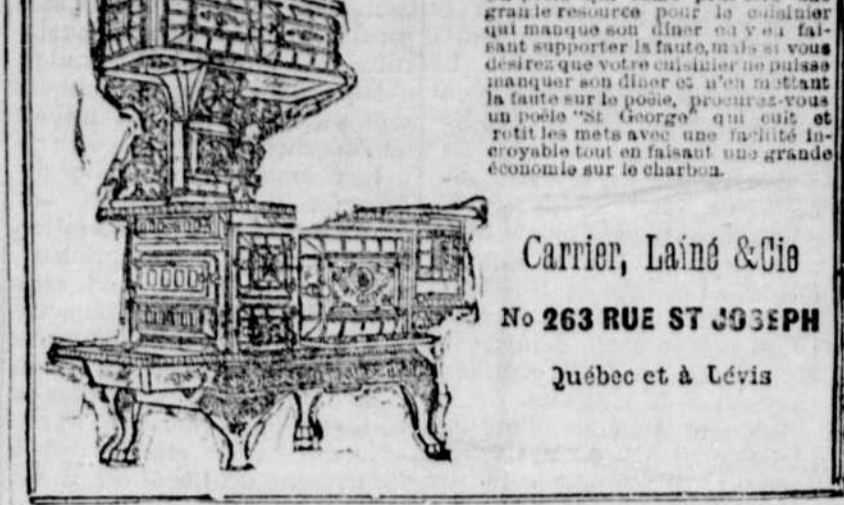 grande resource pour le cuisinier
qui manque son diner en y en fai-
sant supporter la faute, mais si vous
désirez que votre cuisinier ne puisse
manquer son diner et n'en mettant
la faute sur le poêle, procurez-vous
un poêle "St George" qui cuit et
rotit les mets avec une facilité in-
croyable tout en faisant une grande
économie sur le charbon.
Carrier, Lainé & Cie
No 263 RUE ST JOSEPH
Québec et à Lévis